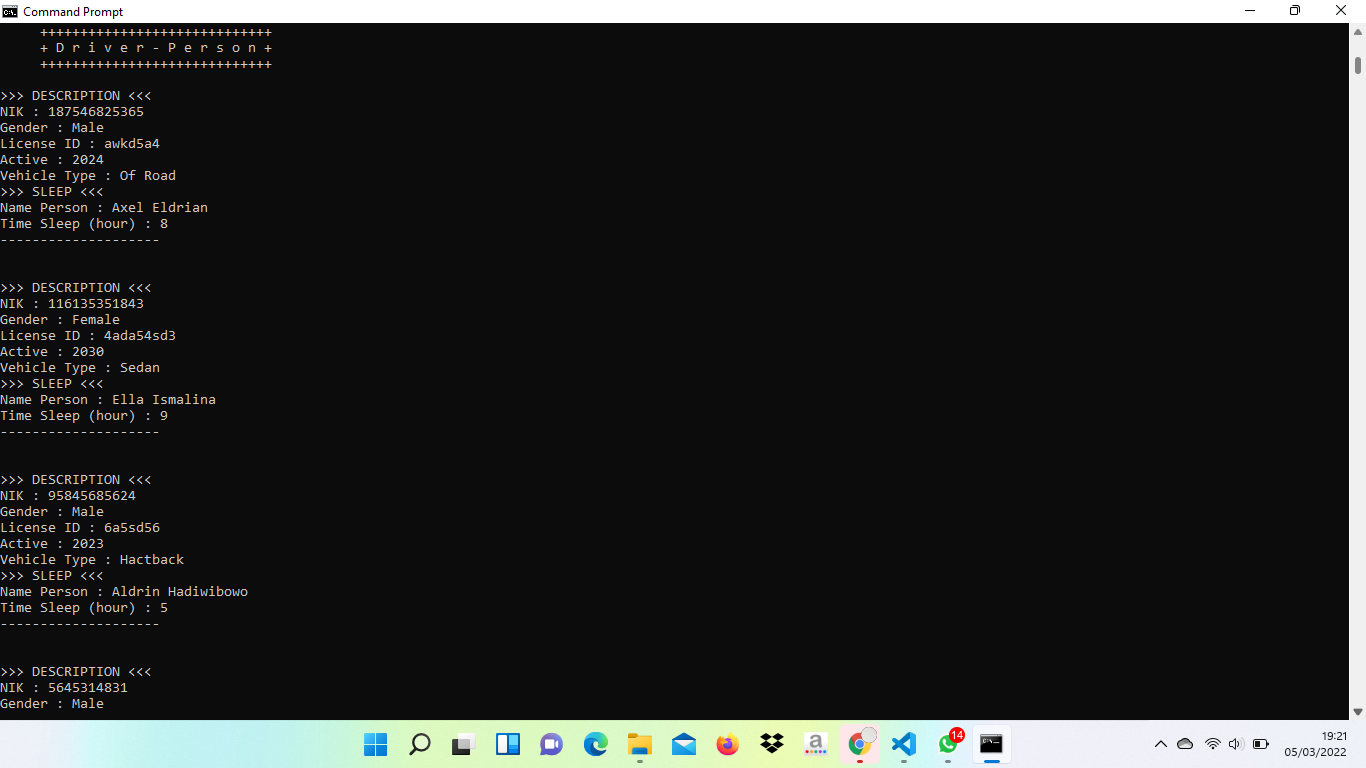 Command Prompt
+++++++++++++++++++++++++++++
+ D r i v e r - P e r s o n +
+++++++++++++++++++++++++++++
>>> DESCRIPTION <<<
NIK : 187546825365
Gender : Male
License ID : awkd5a4
Active : 2024
Vehicle Type : Of Road
>>> SLEEP <<<
Name Person : Axel Eldrian
Time Sleep (hour) : 8
--------------------
>>> DESCRIPTION <<<
NIK : 116135351843
Gender : Female
License ID : 4ada54sd3
Active : 2030
Vehicle Type : Sedan
>>> SLEEP <<<
Name Person : Ella Ismalina
Time Sleep (hour) : 9
--------------------
>>> DESCRIPTION <<<
NIK : 95845685624
Gender : Male
License ID : 6a5sd56
Active : 2023
Vehicle Type : Hactback
>>> SLEEP <<<
Name Person : Aldrin Hadiwibowo
Time Sleep (hour) : 5
--------------------
>>> DESCRIPTION <<<
NIK : 5645314831
Gender : Male
14
19:21
05/03/2022